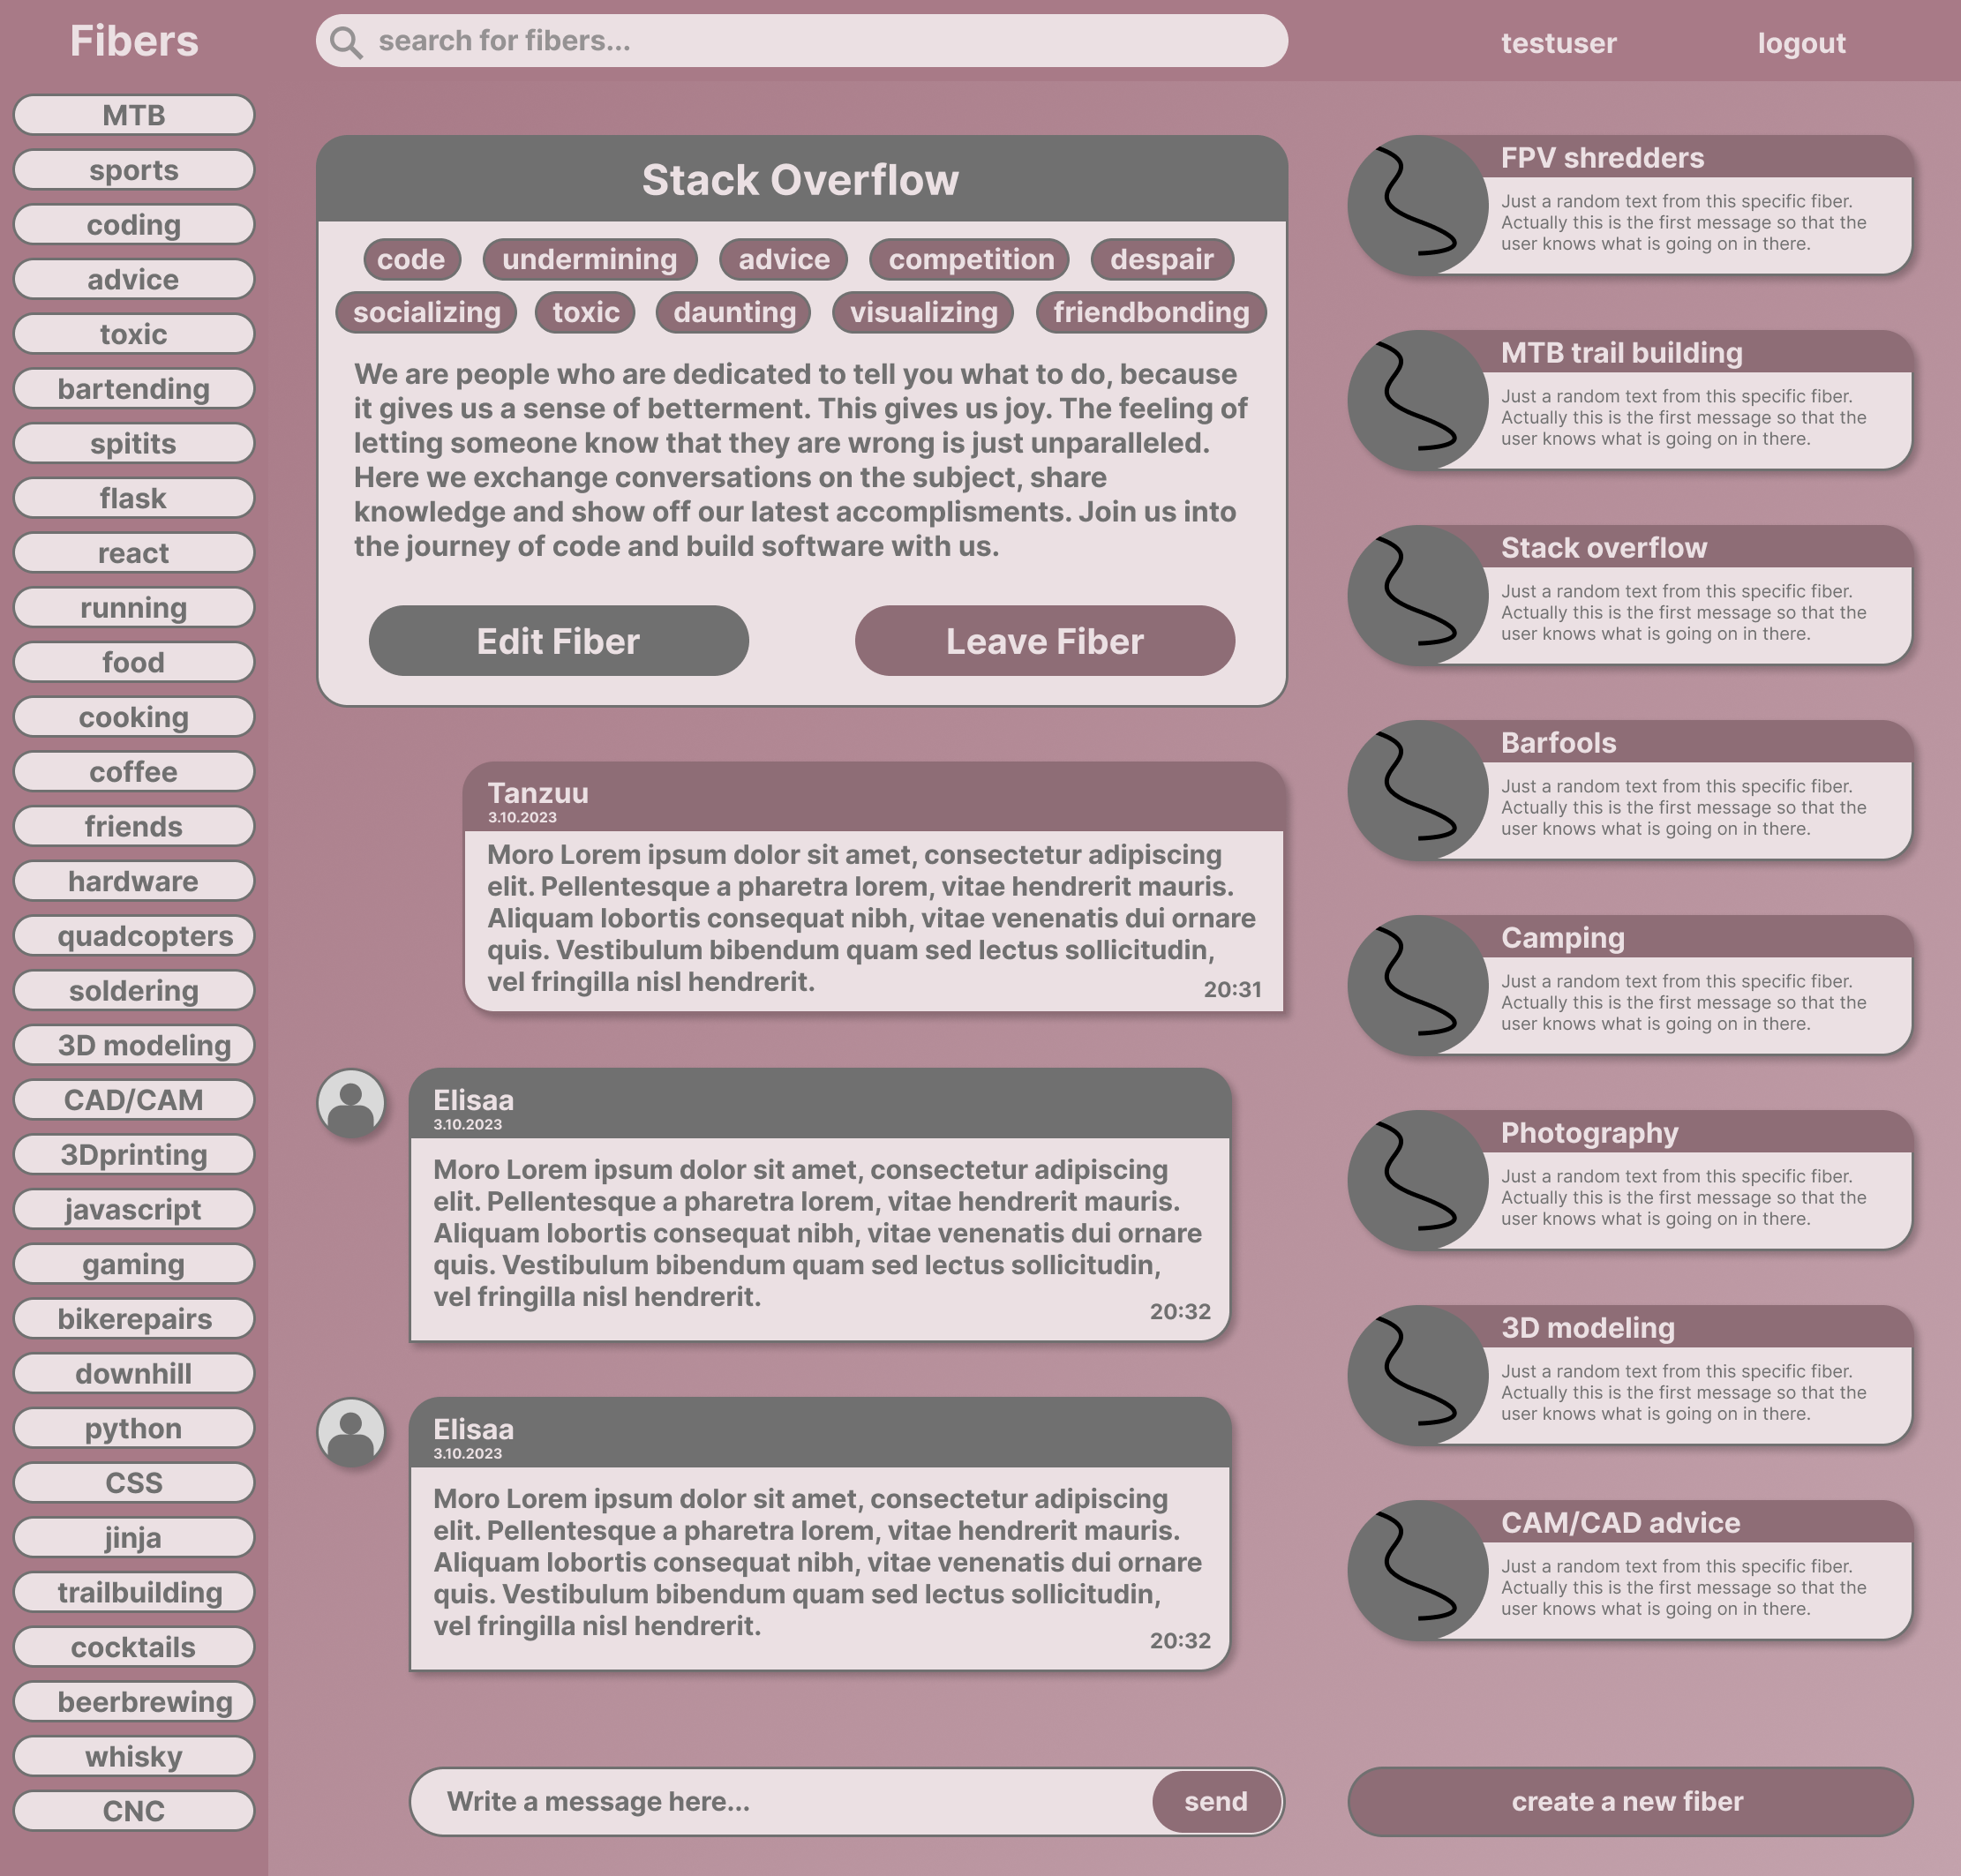 Fibers
search for fibers...
testuser
logout
MTB
sports
coding
advice
toxic
bartending
spitits
flask
react
running
food
cooking
coffee
friends
hardware
quadcopters
soldering
3D modeling
CAD/CAM
3Dprinting
javascript
gaming
bikerepairs
downhill
python
CSS
jinja
trailbuilding
cocktails
beerbrewing
whisky
CNC
Stack Overflow
code undermining advice competition despair
socializing toxic daunting visualizing friendbonding
We are people who are dedicated to tell you what to do, because
it gives us a sense of betterment. This gives us joy. The feeling of
letting someone know that they are wrong is just unparalleled.
Here we exchange conversations on the subject, share
knowledge and show off our latest accomplisments. Join us into
the journey of code and build software with us.
Edit Fiber
Leave Fiber
Tanzuu
3.10.2023
Moro Lorem ipsum dolor sit amet, consectetur adipiscing
elit. Pellentesque a pharetra lorem, vitae hendrerit mauris.
Aliquam lobortis consequat nibh, vitae venenatis dui ornare
quis. Vestibulum bibendum quam sed lectus sollicitudin,
vel fringilla nisl hendrerit.
20:31
Elisaa
3.10.2023
Moro Lorem ipsum dolor sit amet, consectetur adipiscing
elit. Pellentesque a pharetra lorem, vitae hendrerit mauris.
Aliquam lobortis consequat nibh, vitae venenatis dui ornare
quis. Vestibulum bibendum quam sed lectus sollicitudin,
vel fringilla nisl hendrerit.
20:32
Elisaa
3.10.2023
Moro Lorem ipsum dolor sit amet, consectetur adipiscing
elit. Pellentesque a pharetra lorem, vitae hendrerit mauris.
Aliquam lobortis consequat nibh, vitae venenatis dui ornare
quis. Vestibulum bibendum quam sed lectus sollicitudin,
vel fringilla nisl hendrerit.
20:32
Write a message here...
send
FPV shredders
Just a random text from this specific fiber.
Actually this is the first message so that the
user knows what is going on in there.
MTB trail building
Just a random text from this specific fiber.
Actually this is the first message so that the
user knows what is going on in there.
Stack overflow
Just a random text from this specific fiber.
Actually this is the first message so that the
user knows what is going on in there.
Barfools
Just a random text from this specific fiber.
Actually this is the first message so that the
user knows what is going on in there.
Camping
Just a random text from this specific fiber.
Actually this is the first message so that the
user knows what is going on in there.
Photography
Just a random text from this specific fiber.
Actually this is the first message so that the
user knows what is going on in there.
3D modeling
Just a random text from this specific fiber.
Actually this is the first message so that the
user knows what is going on in there.
CAM/CAD advice
Just a random text from this specific fiber.
Actually this is the first message so that the
user knows what is going on in there.
create a new fiber